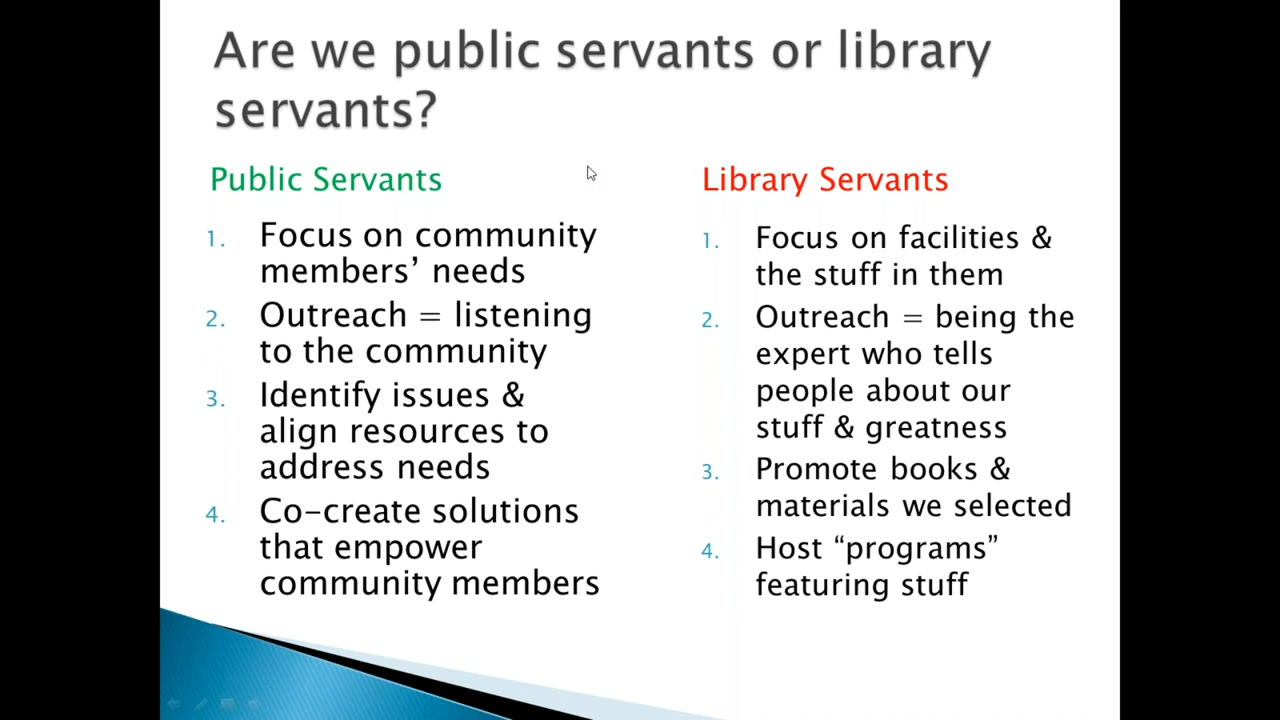 Are we public servants or library
servants?
Public Servants
1. Focus on community
members’ needs
2. Outreach = listening
to the community
3. Identify issues &
align resources to
address needs
4. Co-create solutions
that empower
community members
Library Servants
1. Focus on facilities &
the stuff in them
2. Outreach = being the
expert who tells
people about our
stuff & greatness
3. Promote books &
materials we selected
4. Host “programs”
featuring stuff